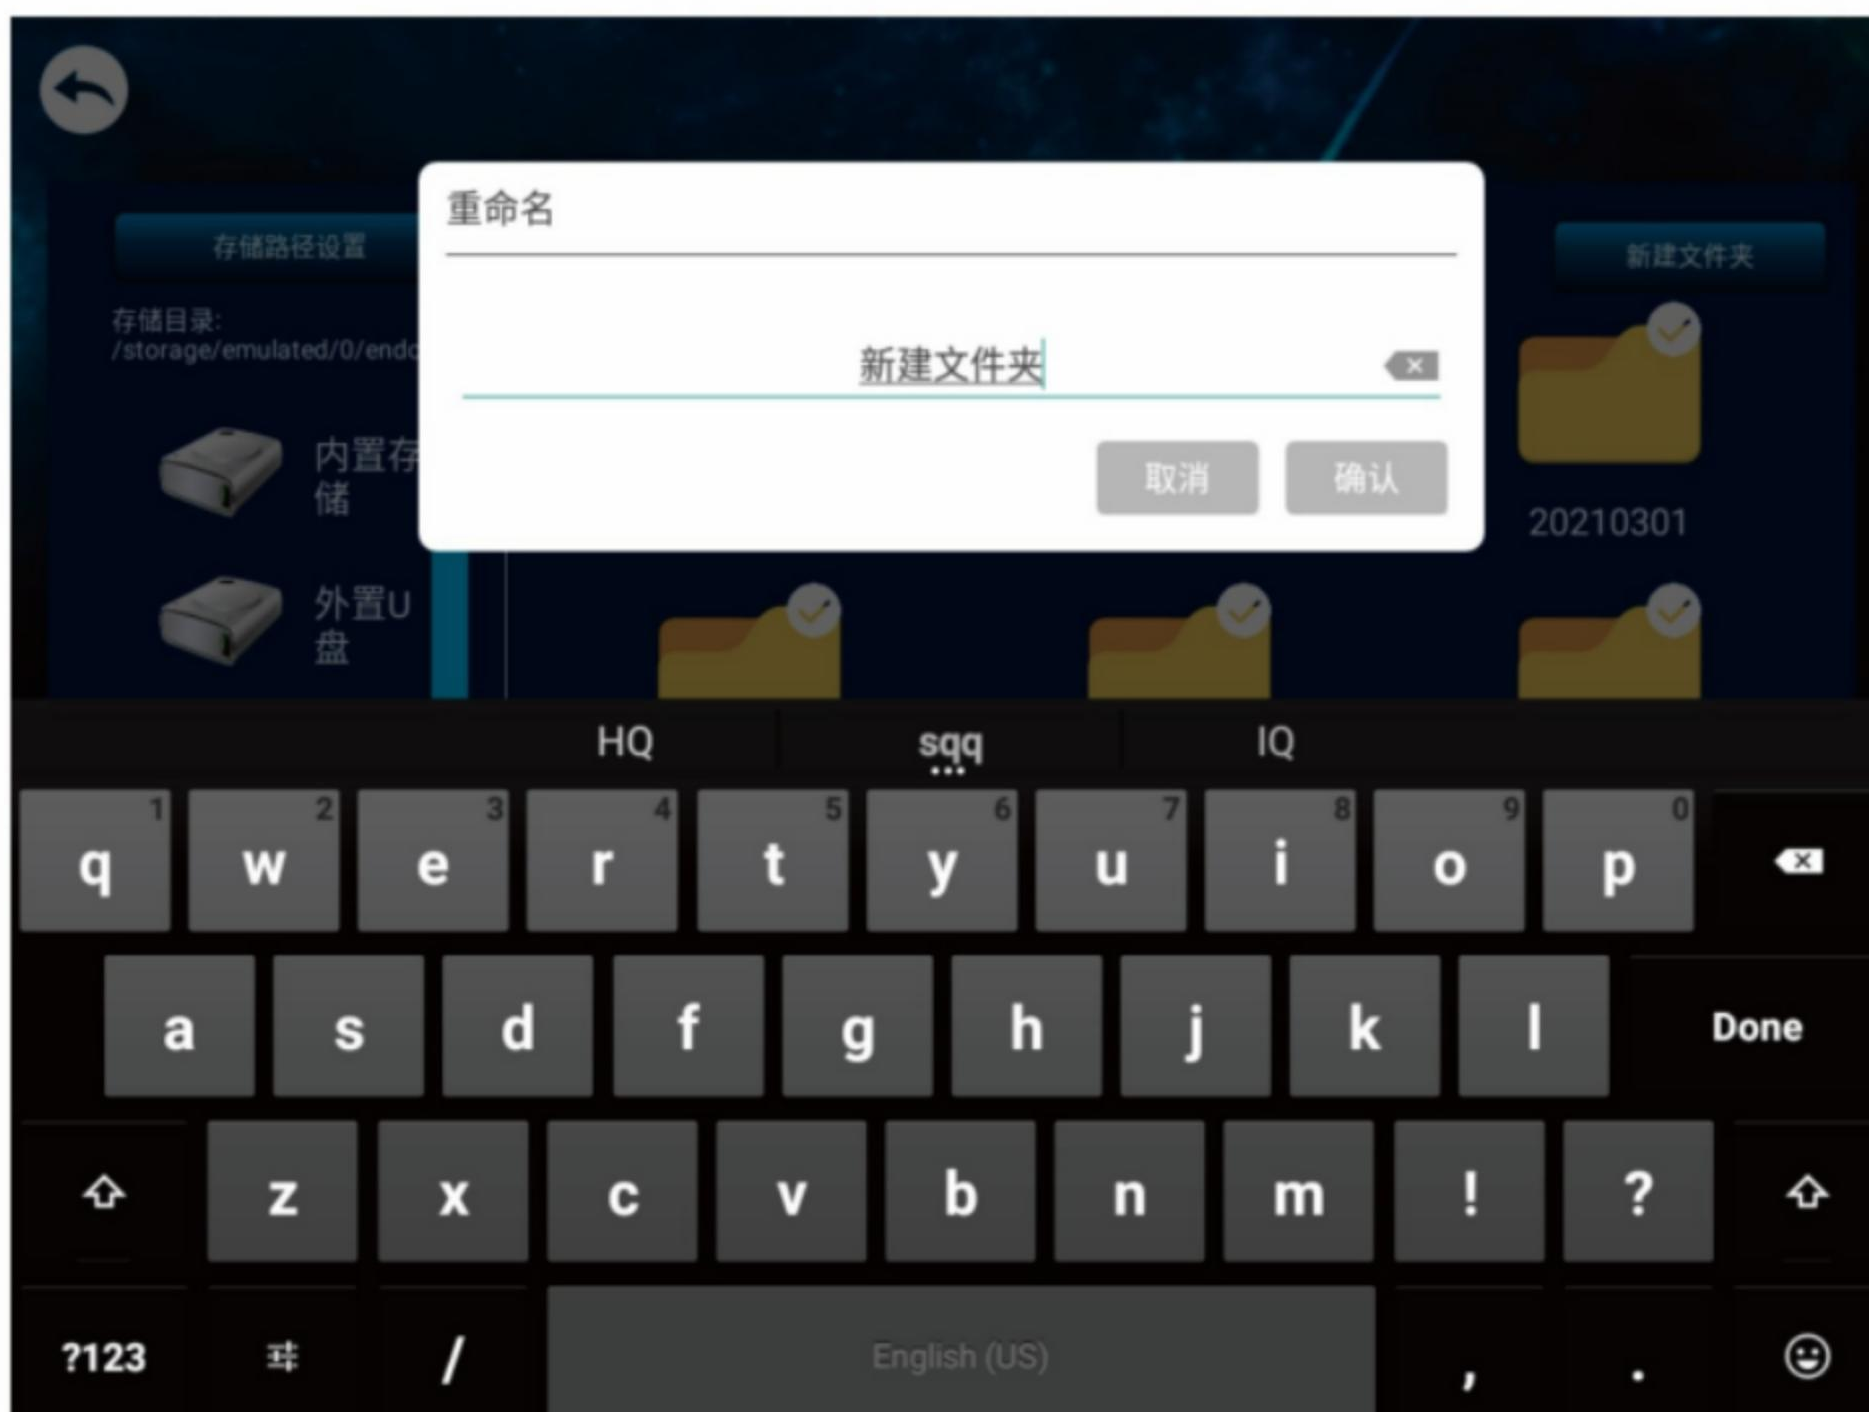 重命名
存储路径设置
新建文件夹
存储目录:
/storage/emulated/0/endo
新建文件夹
内置存
储
取消
确认
20210301
外置U
盘
HQ
sqq
IQ
1 2 3 4 5 6 7 8 9 0
q w e r t y u i o p
a s d f g h j k l Done
z x c v b n m ! ?
?123 / English (US) , .